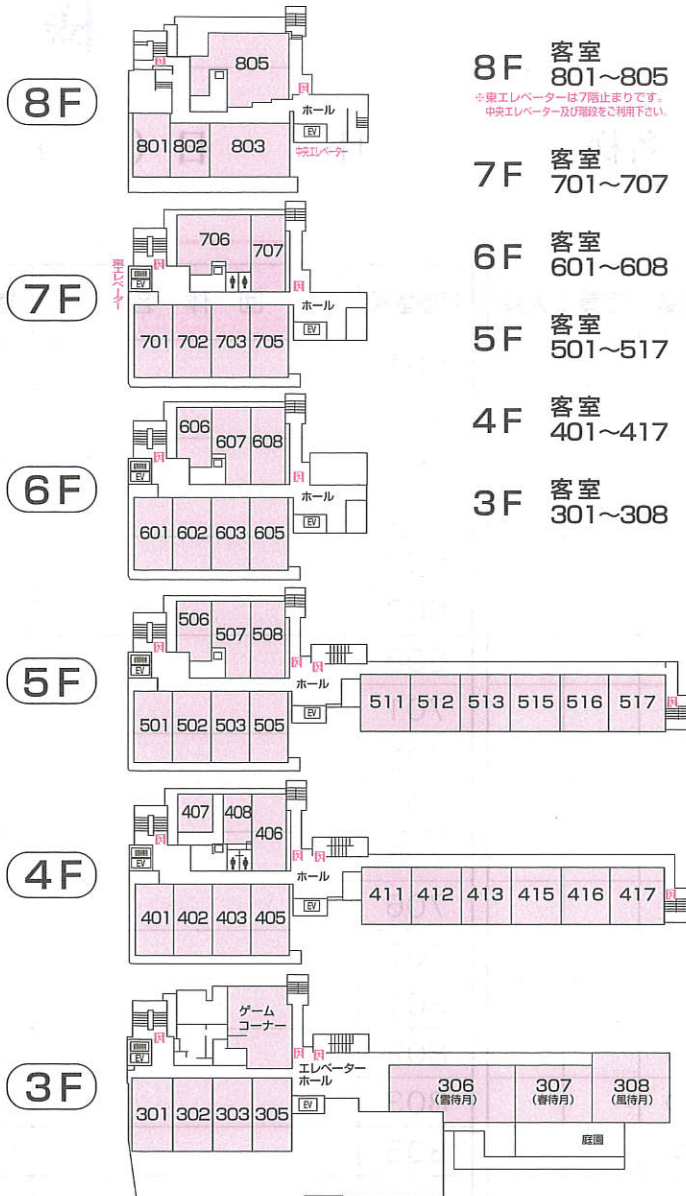 8F
805
801
802
803
ホール
EV
中央エレベーター
8F 客室
801～805
※東エレベーターは7階止まりです。
中央エレベーター及び階段をご利用下さい。
7F 客室
701～707
6F 客室
601～608
5F 客室
501～517
4F 客室
401～417
3F 客室
301～308
7F
東エレベーター
EV
706
707
701
702
703
705
ホール
EV
6F
EV
606
607
608
601
602
603
605
ホール
EV
5F
EV
506
507
508
501
502
503
505
ホール
EV
511
512
513
515
516
517
4F
EV
407
408
406
401
402
403
405
ホール
EV
411
412
413
415
416
417
3F
EV
ゲーム
コーナー
301
302
303
305
エレベーター
ホール
EV
306
(雲待月)
307
(春待月)
308
(風待月)
庭園